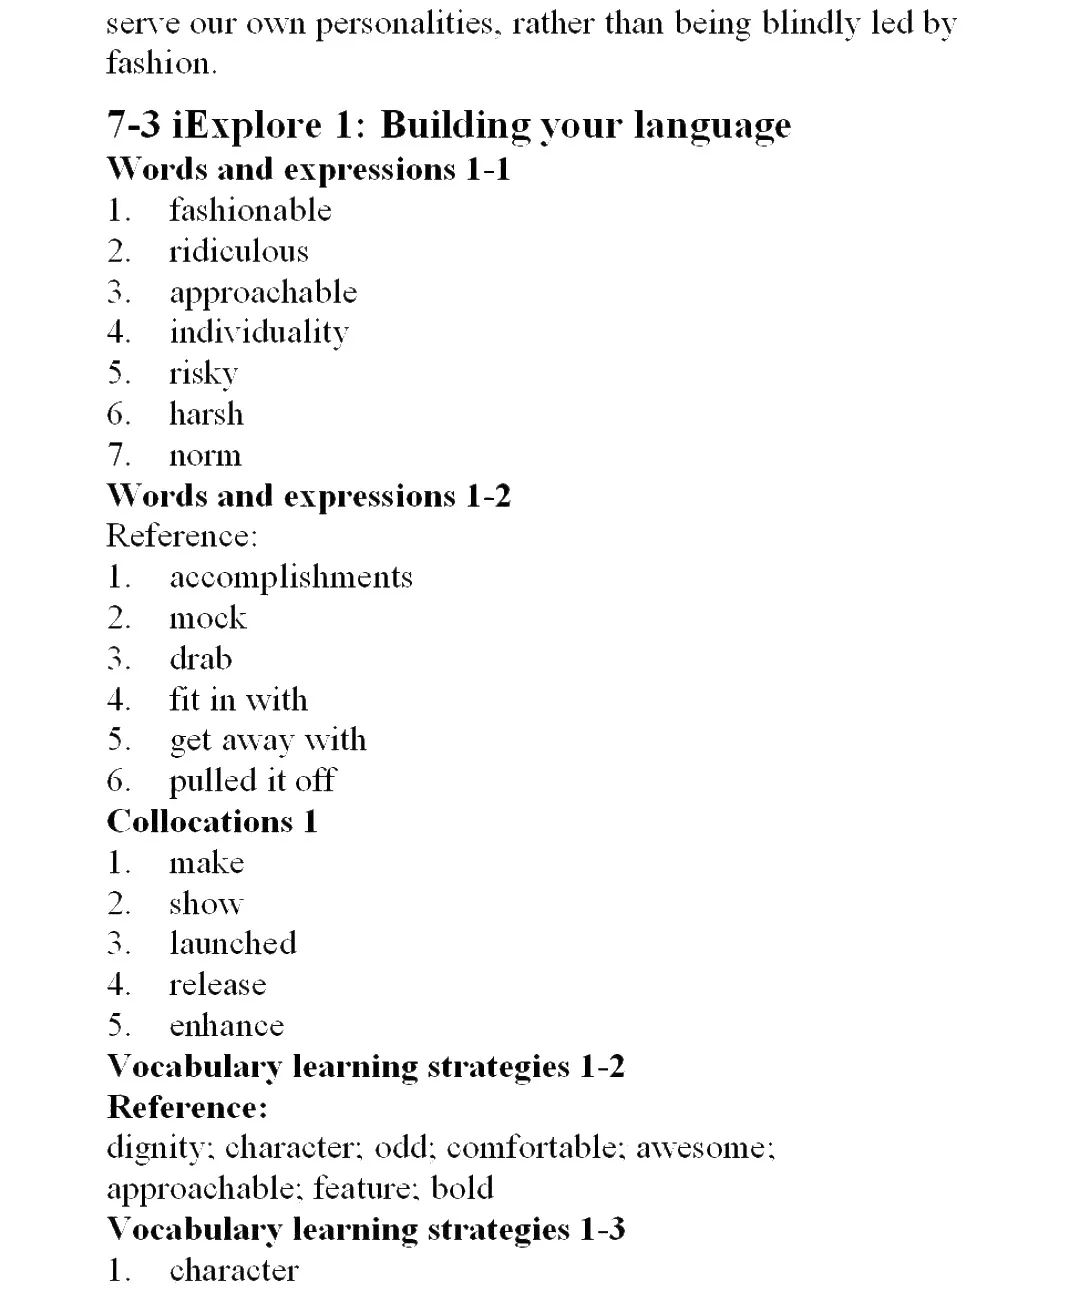 serve our own personalities, rather than being blindly led by
fashion.
7-3 iExplore 1: Building your language
Words and expressions 1-1
1. fashionable
2. ridiculous
3. approachable
4. individuality
5. risky
6. harsh
7. norm
Words and expressions 1-2
Reference:
1. accomplishments
2. mock
3. drab
4. fit in with
5. get away with
6. pulled it off
Collocations 1
1. make
2. show
3. launched
4. release
5. enhance
Vocabulary learning strategies 1-2
Reference:
dignity; character; odd; comfortable; awesome;
approachable; feature; bold
Vocabulary learning strategies 1-3
1. character